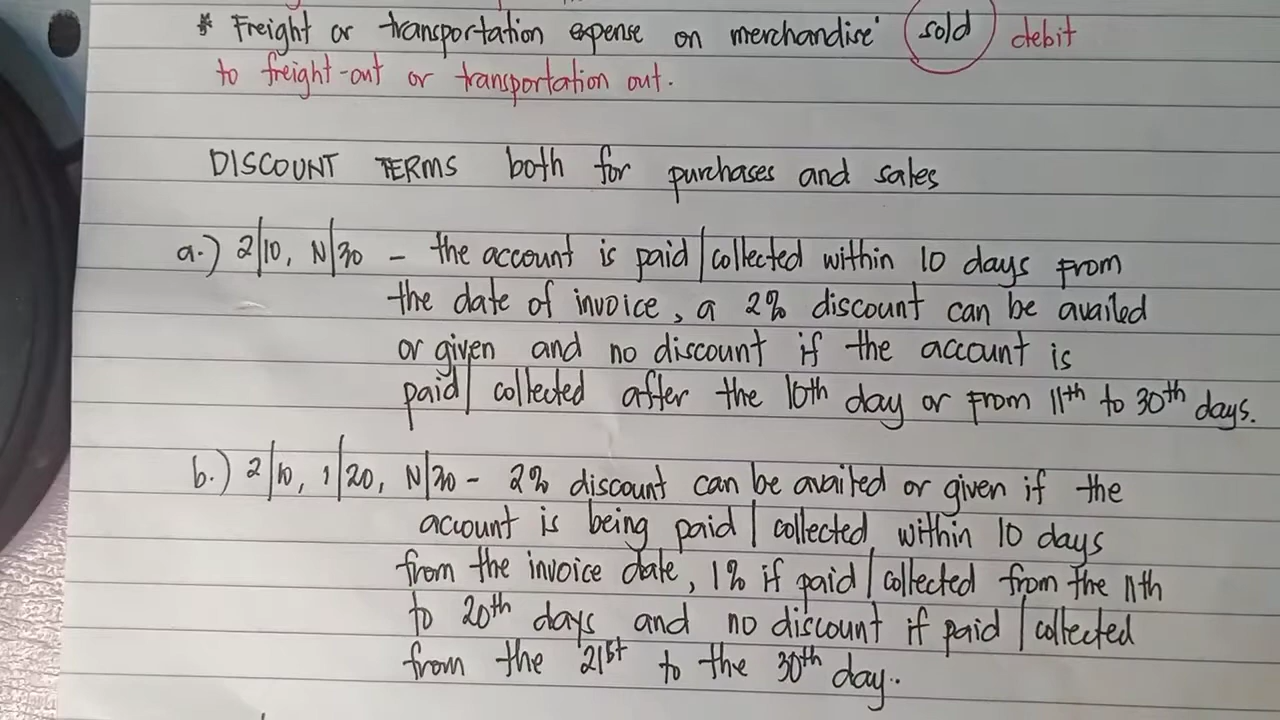 * Freight or transportation expense on merchandise sold debit
to freight-out or transportation out.
DISCOUNT TERMS both for purchases and sales
a.) 2/10, N/30 - the account is paid/collected within 10 days from
the date of invoice, a 2% discount can be availed
or given and no discount if the account is
paid/collected after the 10th day or from 11th to 30th days.
b.) 2/10, 1/20, N/30 - 2% discount can be availed or given if the
account is being paid/collected within 10 days
from the invoice date, 1% if paid/collected from the 11th
to 20th days and no discount if paid/collected
from the 21st to the 30th day..